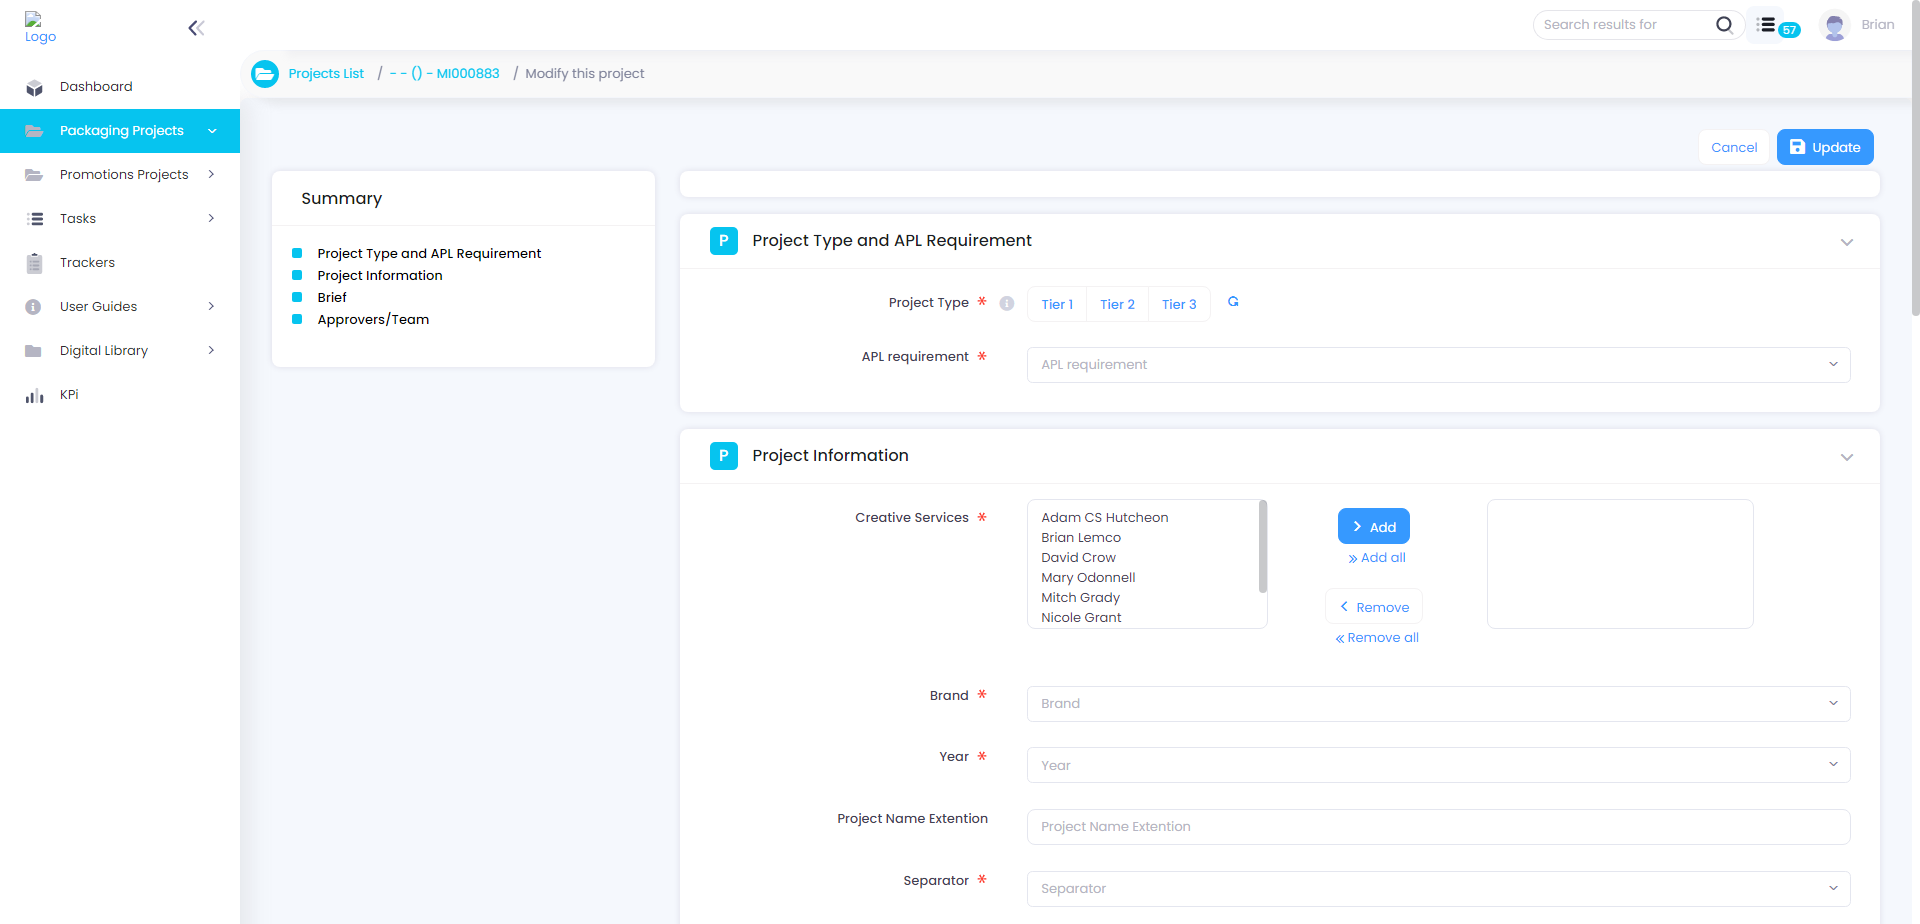 Logo
Search results for
57
Brian
Projects List / - - () - MI000883 / Modify this project
Dashboard
Packaging Projects
Promotions Projects
Tasks
Trackers
User Guides
Digital Library
KPi
Cancel
Update
Summary
Project Type and APL Requirement
Project Information
Brief
Approvers/Team
P Project Type and APL Requirement
Project Type * Tier 1 Tier 2 Tier 3
APL requirement * APL requirement
P Project Information
Creative Services *
Adam CS Hutcheon
Brian Lemco
David Crow
Mary Odonnell
Mitch Grady
Nicole Grant
Add
Add all
Remove
Remove all
Brand * Brand
Year * Year
Project Name Extention Project Name Extention
Separator * Separator